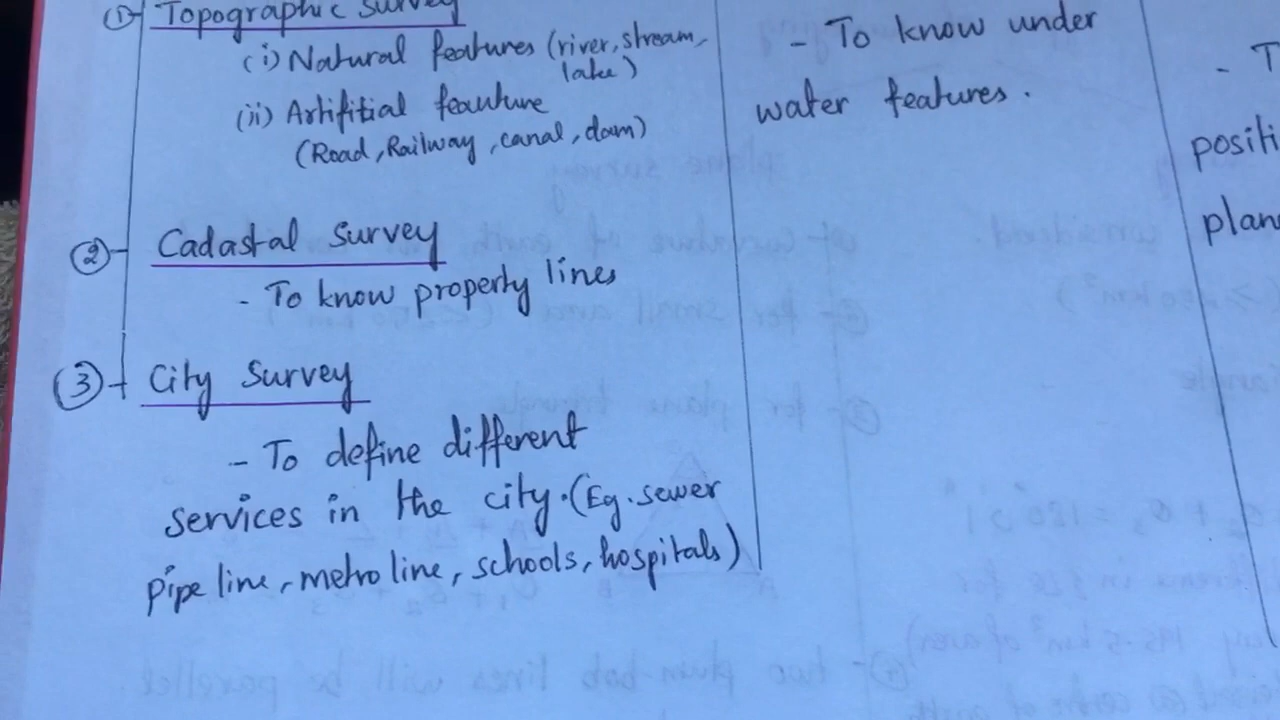 ① Topographic Survey
(i) Natural features (river, stream,
lake)
(ii) Artifitial feauture
(Road, Railway, canal, dam)
② Cadastal Survey
- To know property lines
③ City Survey
- To define different
services in the city. (Eg. sewer
pipe line, metro line, schools, hospitals)
- To know under
water features.
- T
positi
plan